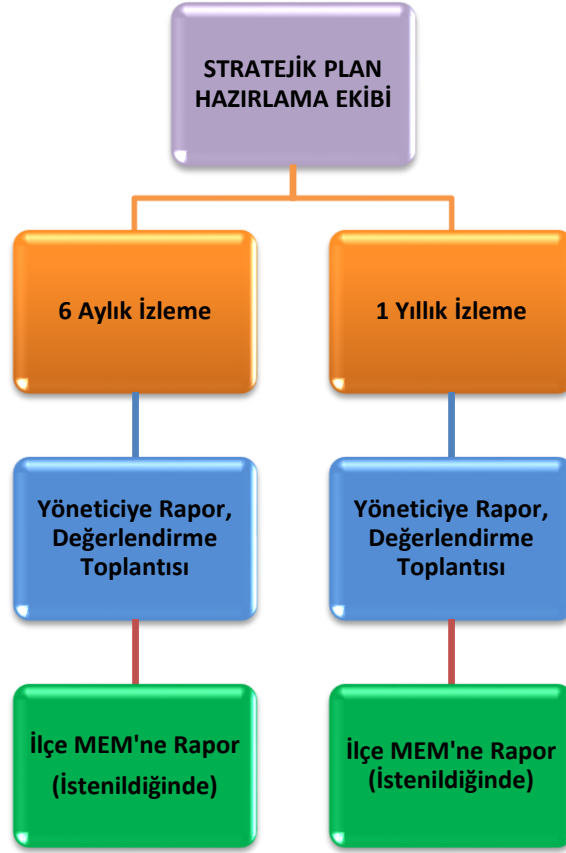 STRATEJİK PLAN
HAZIRLAMA EKİBİ
6 Aylık İzleme
1 Yıllık İzleme
Yöneticiye Rapor,
Değerlendirme
Toplantısı
Yöneticiye Rapor,
Değerlendirme
Toplantısı
İlçe MEM'ne Rapor
(İstenildiğinde)
İlçe MEM'ne Rapor
(İstenildiğinde)